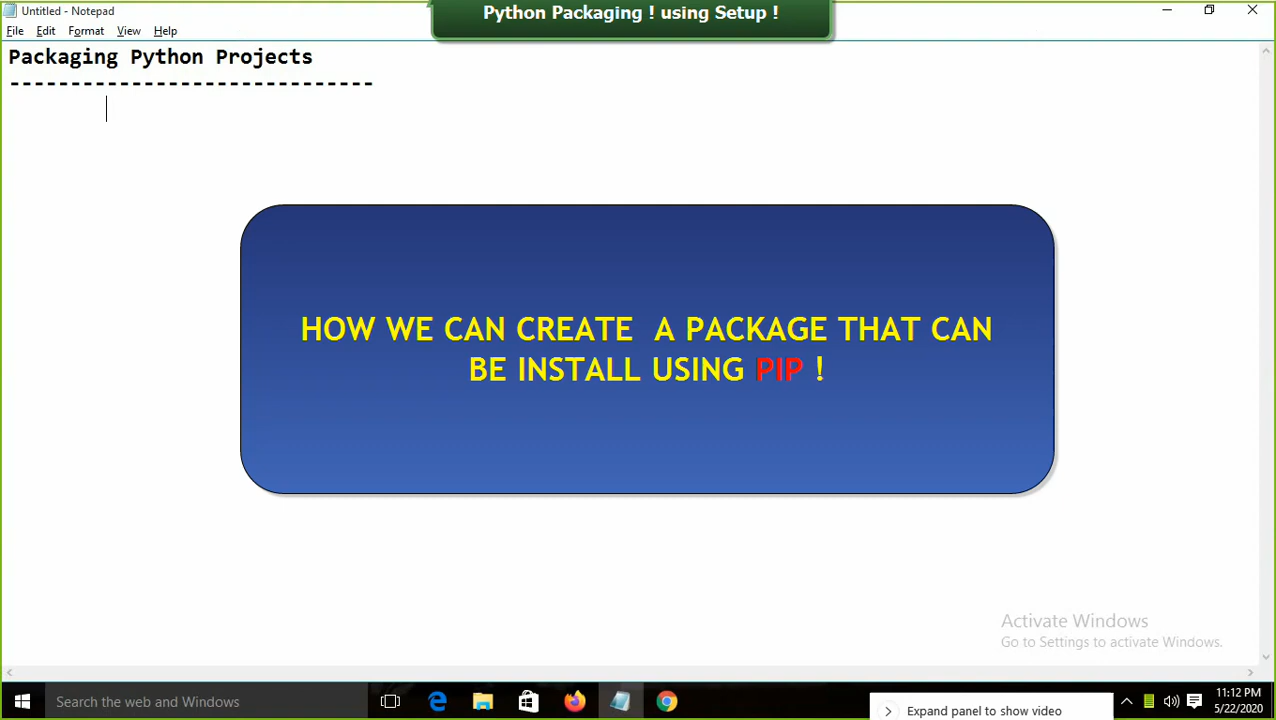 Untitled - Notepad
Python Packaging ! using Setup !
File Edit Format View Help
Packaging Python Projects
------------------------------
HOW WE CAN CREATE A PACKAGE THAT CAN
BE INSTALL USING PIP !
Activate Windows
Go to Settings to activate Windows.
Search the web and Windows
Expand panel to show video
11:12 PM
5/22/2020